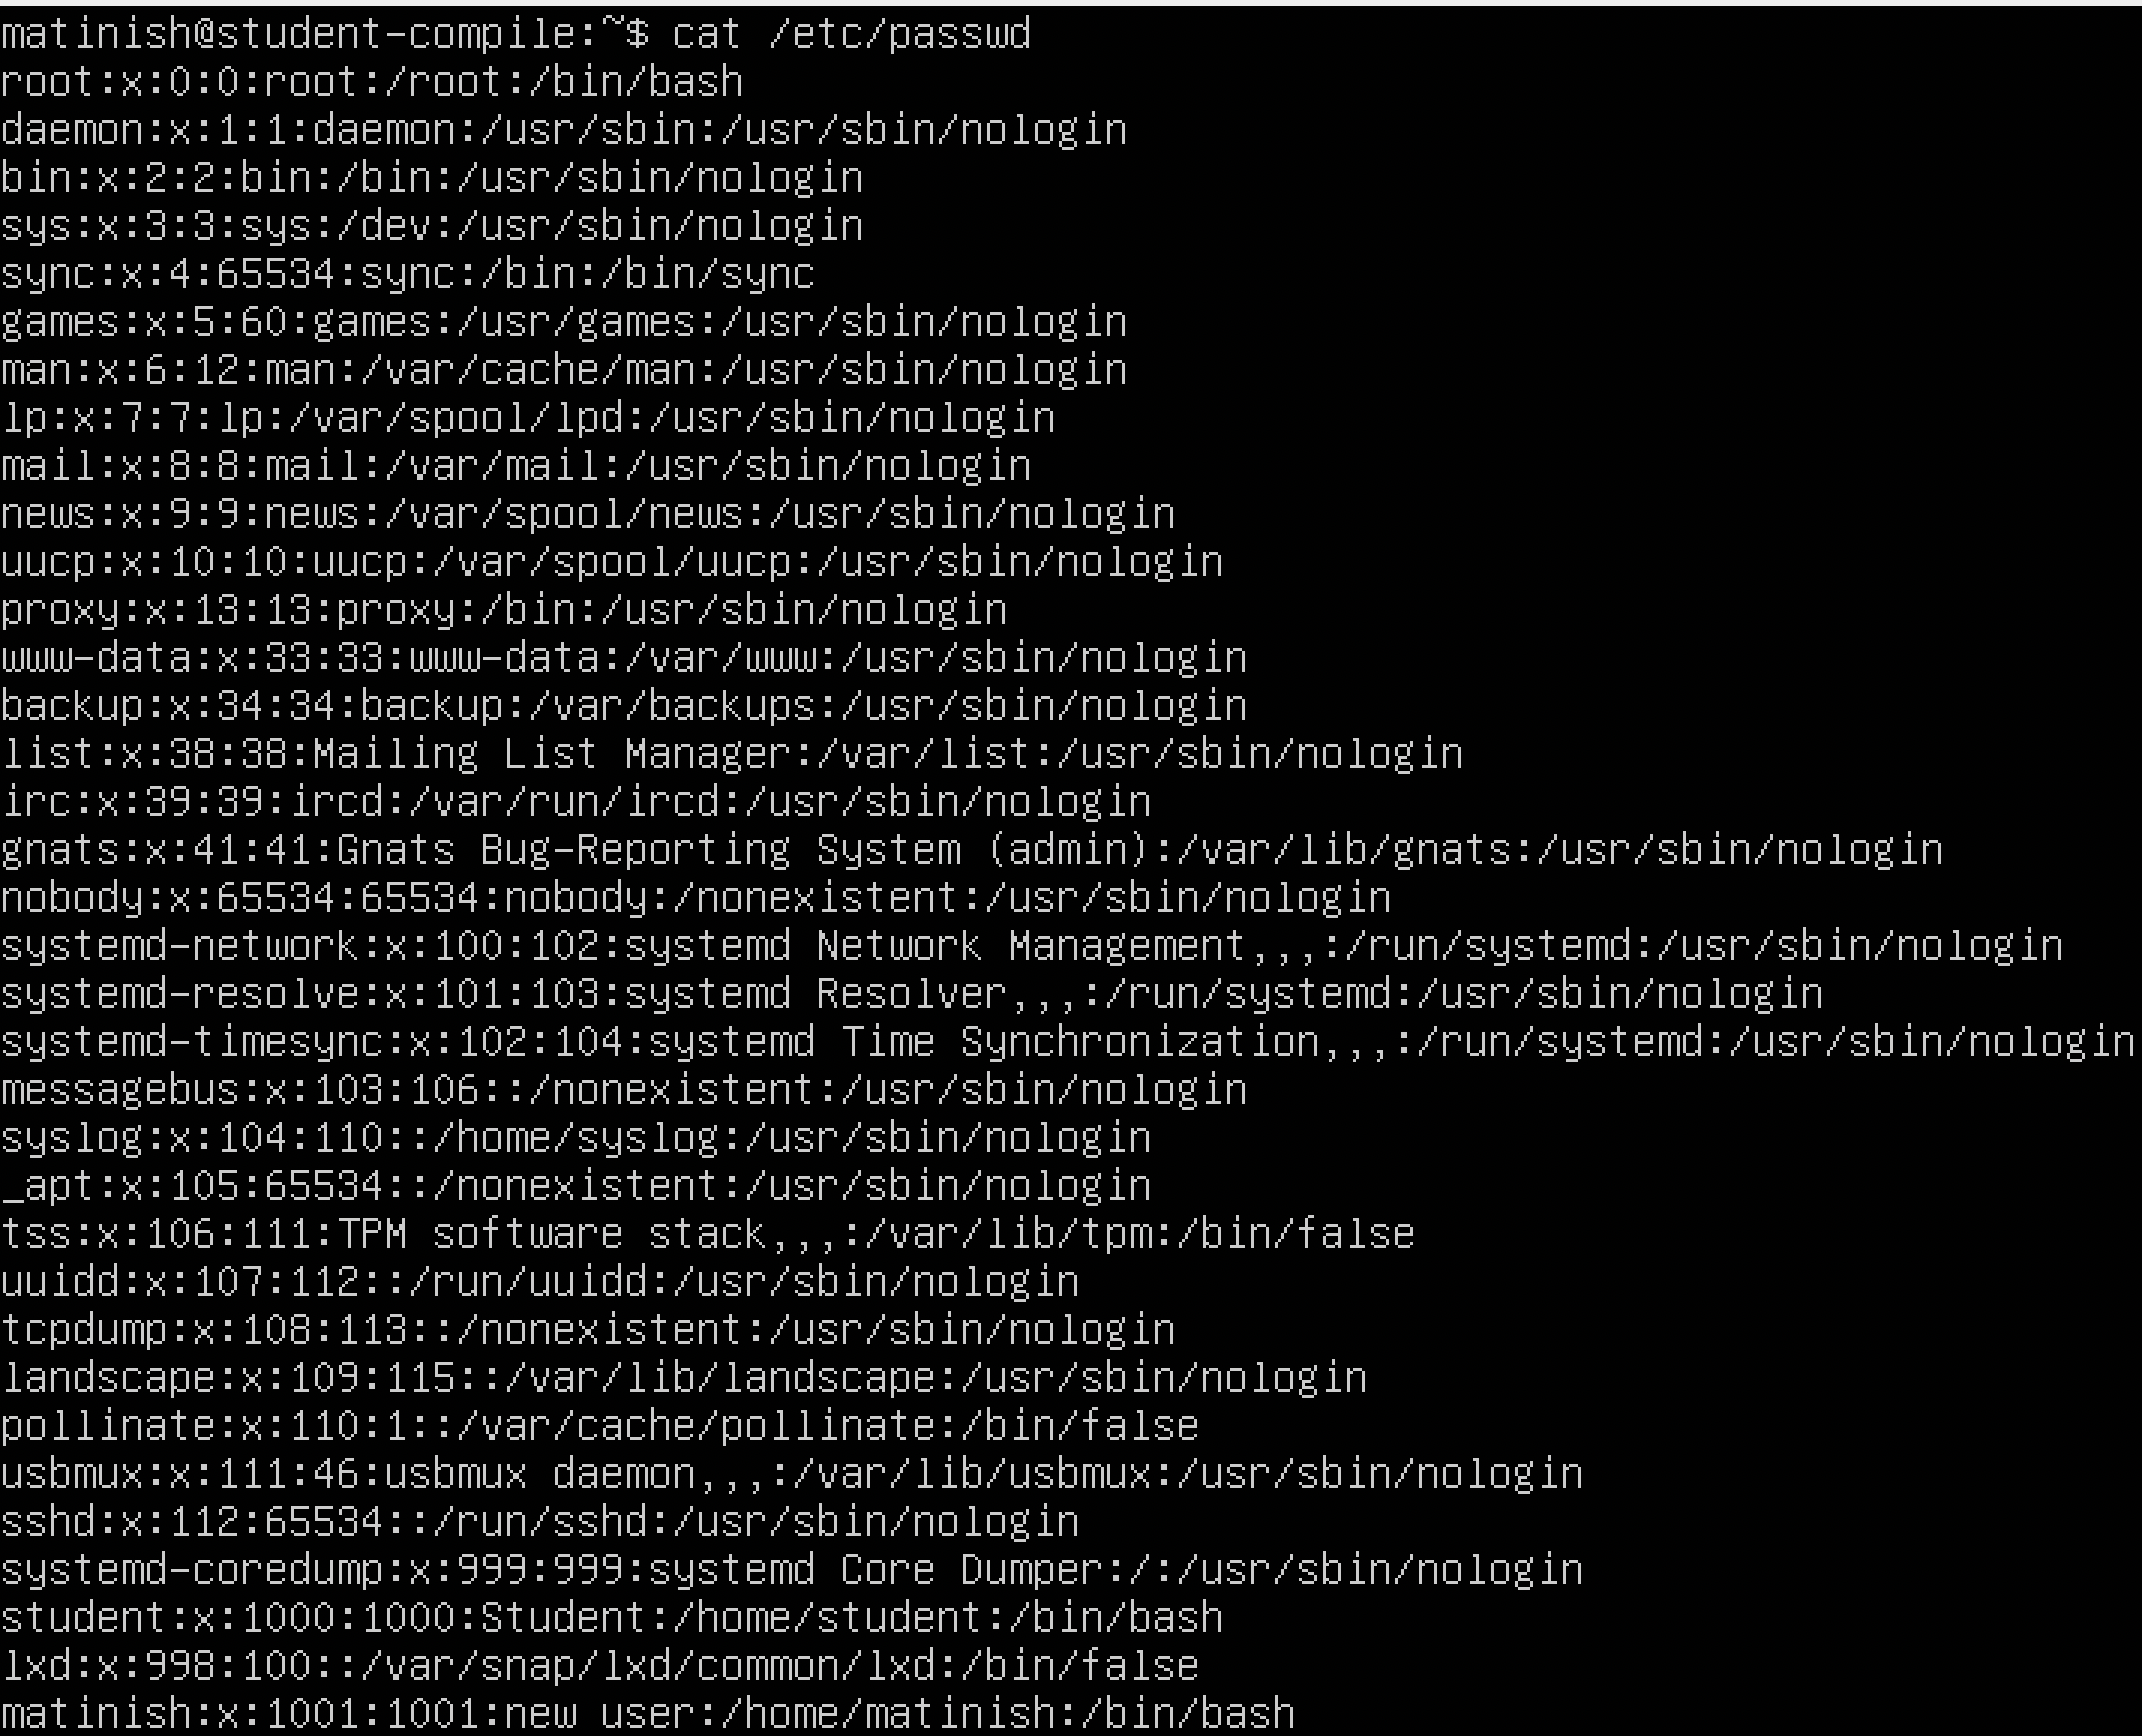 matinish@student-compile:~$ cat /etc/passwd
root:x:0:0:root:/root:/bin/bash
daemon:x:1:1:daemon:/usr/sbin:/usr/sbin/nologin
bin:x:2:2:bin:/bin:/usr/sbin/nologin
sys:x:3:3:sys:/dev:/usr/sbin/nologin
sync:x:4:65534:sync:/bin:/bin/sync
games:x:5:60:games:/usr/games:/usr/sbin/nologin
man:x:6:12:man:/var/cache/man:/usr/sbin/nologin
lp:x:7:7:lp:/var/spool/lpd:/usr/sbin/nologin
mail:x:8:8:mail:/var/mail:/usr/sbin/nologin
news:x:9:9:news:/var/spool/news:/usr/sbin/nologin
uucp:x:10:10:uucp:/var/spool/uucp:/usr/sbin/nologin
proxy:x:13:13:proxy:/bin:/usr/sbin/nologin
www-data:x:33:33:www-data:/var/www:/usr/sbin/nologin
backup:x:34:34:backup:/var/backups:/usr/sbin/nologin
list:x:38:38:Mailing List Manager:/var/list:/usr/sbin/nologin
irc:x:39:39:ircd:/var/run/ircd:/usr/sbin/nologin
gnats:x:41:41:Gnats Bug-Reporting System (admin):/var/lib/gnats:/usr/sbin/nologin
nobody:x:65534:65534:nobody:/nonexistent:/usr/sbin/nologin
systemd-network:x:100:102:systemd Network Management,,,:/run/systemd:/usr/sbin/nologin
systemd-resolve:x:101:103:systemd Resolver,,,:/run/systemd:/usr/sbin/nologin
systemd-timesync:x:102:104:systemd Time Synchronization,,,:/run/systemd:/usr/sbin/nologin
messagebus:x:103:106::/nonexistent:/usr/sbin/nologin
syslog:x:104:110::/home/syslog:/usr/sbin/nologin
_apt:x:105:65534::/nonexistent:/usr/sbin/nologin
tss:x:106:111:TPM software stack,,,:/var/lib/tpm:/bin/false
uuidd:x:107:112::/run/uuidd:/usr/sbin/nologin
tcpdump:x:108:113::/nonexistent:/usr/sbin/nologin
landscape:x:109:115::/var/lib/landscape:/usr/sbin/nologin
pollinate:x:110:1::/var/cache/pollinate:/bin/false
usbmux:x:111:46:usbmux daemon,,,:/var/lib/usbmux:/usr/sbin/nologin
sshd:x:112:65534::/run/sshd:/usr/sbin/nologin
systemd-coredump:x:999:999:systemd Core Dumper:/:/usr/sbin/nologin
student:x:1000:1000:Student:/home/student:/bin/bash
lxd:x:998:100::/var/snap/lxd/common/lxd:/bin/false
matinish:x:1001:1001:new user:/home/matinish:/bin/bash